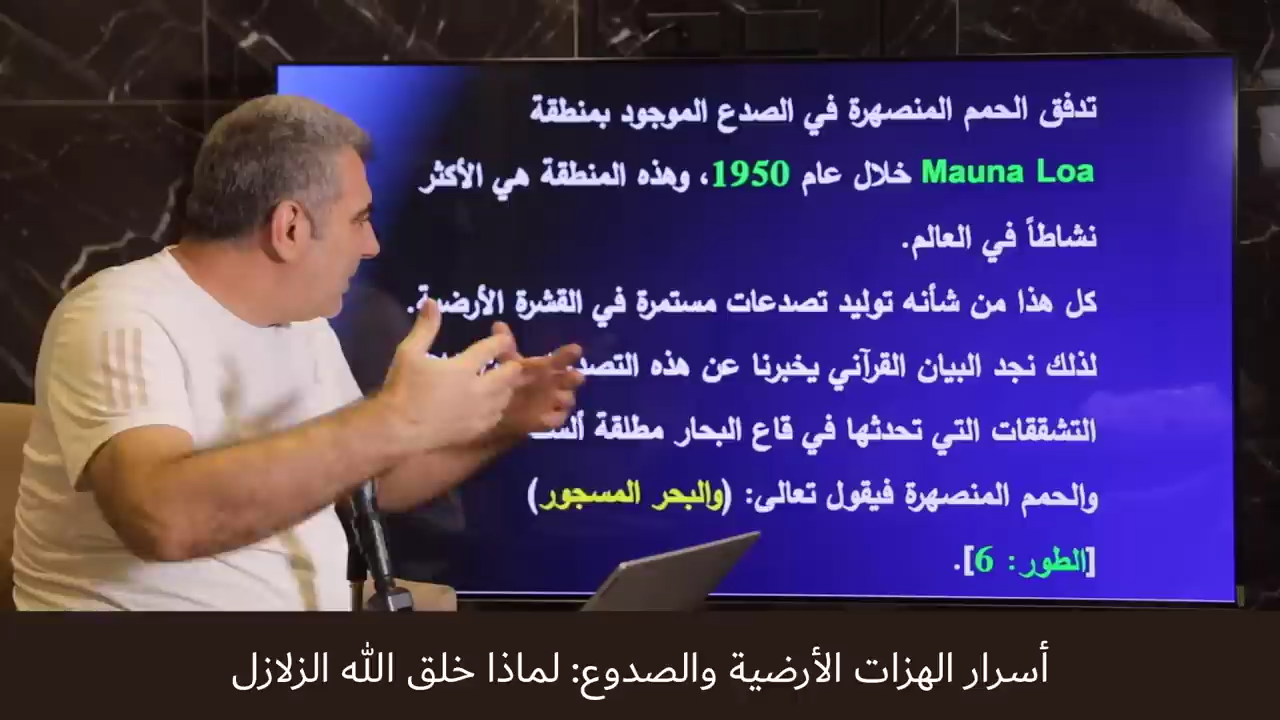 تدفق الحمم المنصهرة في الصدع الموجود بمنطقة
Mauna Loa خلال عام 1950، وهذه المنطقة هي الأكثر
نشاطاً في العالم.
كل هذا من شأنه توليد تصدعات مستمرة في القشرة الأرضية.
لذلك نجد البيان القرآني يخبرنا عن هذه
التشققات التي تحدثها في قاع البحار مطلقة
والحمم المنصهرة فيقول تعالى: (والبحر المسجور)
[الطور: 6].
أسرار الهزات الأرضية والصدوع: لماذا خلق الله الزلازل